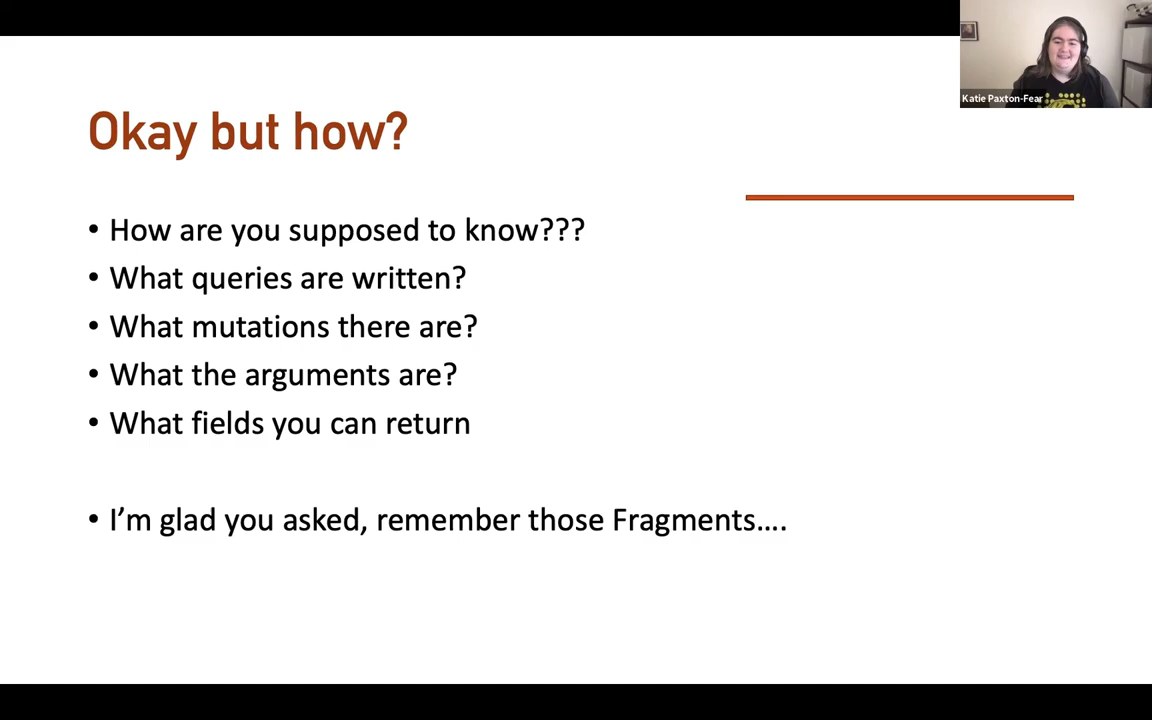 Okay but how?
• How are you supposed to know???
• What queries are written?
• What mutations there are?
• What the arguments are?
• What fields you can return
• I’m glad you asked, remember those Fragments….
Katie Paxton-Fear